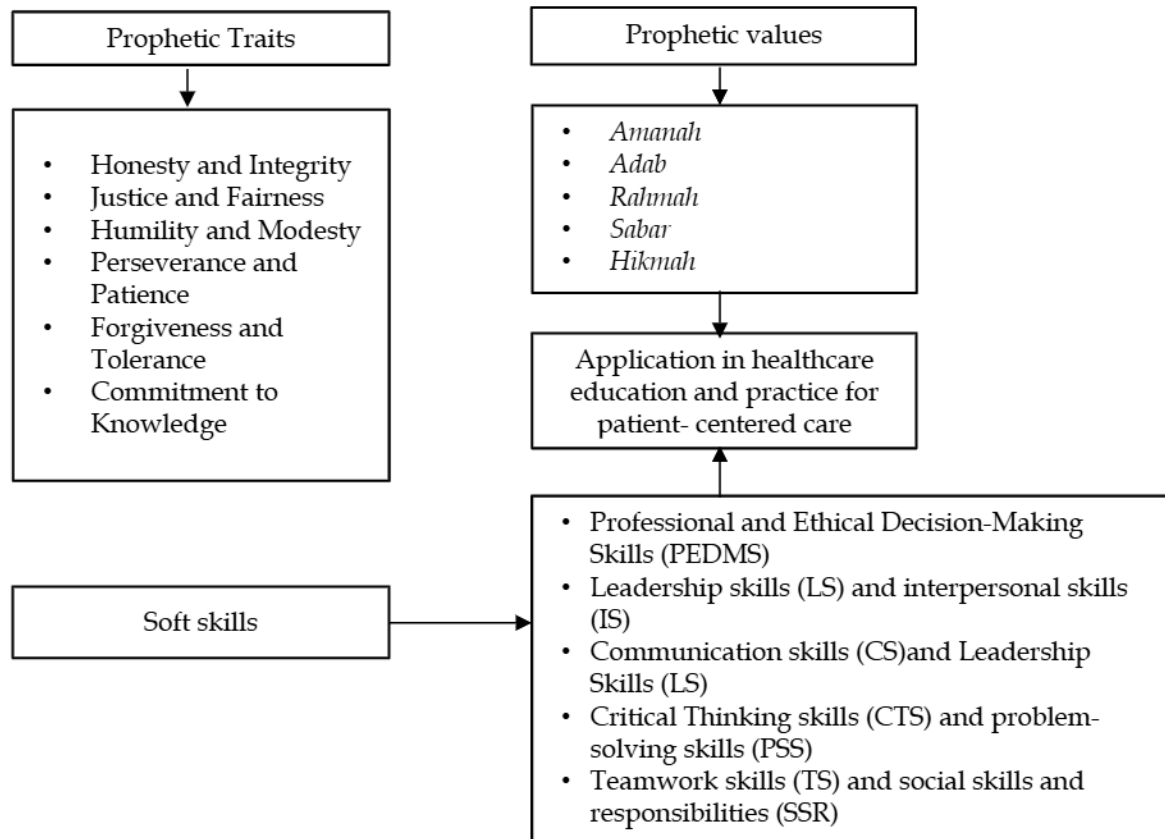 Prophetic Traits
• Honesty and Integrity
• Justice and Fairness
• Humility and Modesty
• Perseverance and
Patience
• Forgiveness and
Tolerance
• Commitment to
Knowledge
Prophetic values
• Amanah
• Adab
• Rahmah
• Sabar
• Hikmah
Application in healthcare
education and practice for
patient- centered care
Soft skills
• Professional and Ethical Decision-Making
Skills (PEDMS)
• Leadership skills (LS) and interpersonal skills
(IS)
• Communication skills (CS)and Leadership
Skills (LS)
• Critical Thinking skills (CTS) and problem-
solving skills (PSS)
• Teamwork skills (TS) and social skills and
responsibilities (SSR)